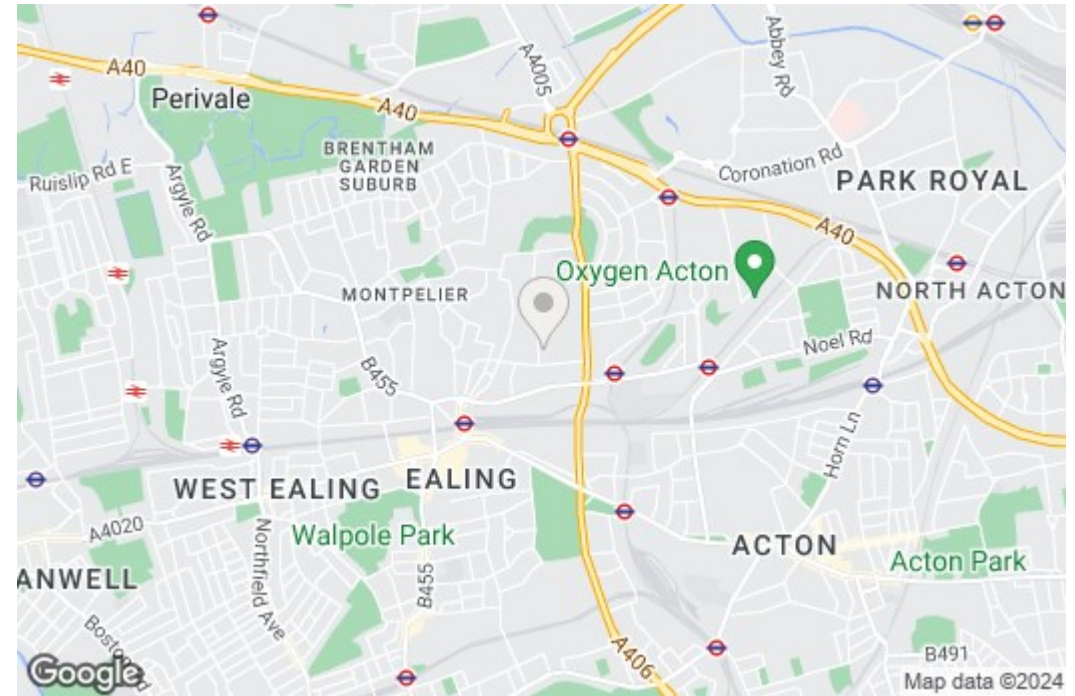 A4005
Abbey Rd
A40
Perivale
A40
BRENTHAM
GARDEN
SUBURB
Coronation Rd
Ruislip Rd E
Argyle Rd
PARK ROYAL
A40
Oxygen Acton
MONTPELIER
NORTH ACTON
Noel Rd
Argyle Rd
B455
Horn Ln
WEST EALING
EALING
A4020
Walpole Park
Northfield Ave
ACTON
Acton Park
ANWELL
B455
A406
B491
Google
Map data ©2024